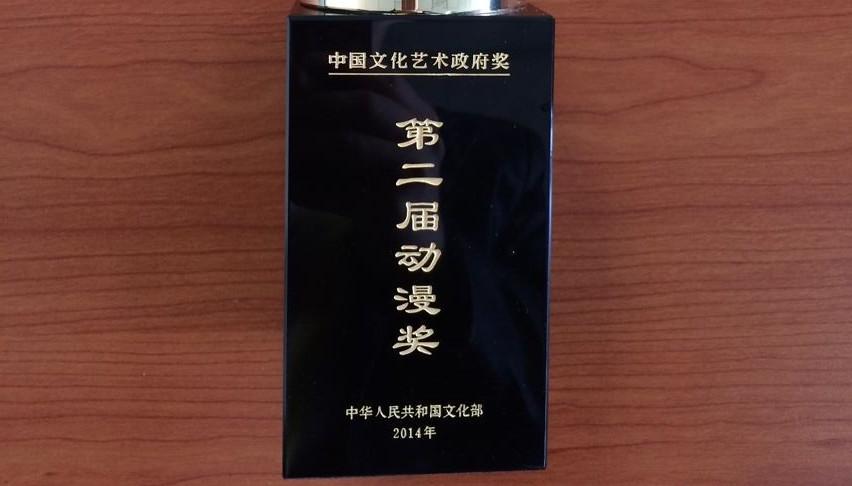 中国文化艺术政府奖
第二届动漫奖
中华人民共和国文化部
2014年